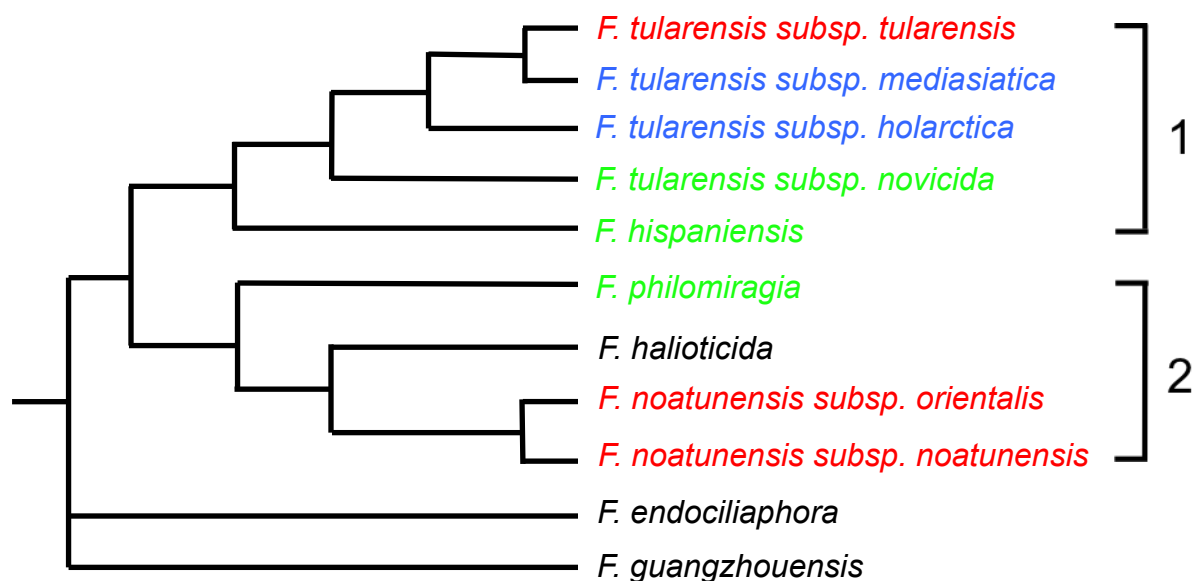 F. tularensis subsp. tularensis
F. tularensis subsp. mediasiatica
F. tularensis subsp. holarctica
1
F. tularensis subsp. novicida
F. hispaniensis
F. philomiragia
F. halioticida
2
F. noatunensis subsp. orientalis
F. noatunensis subsp. noatunensis
F. endociliaphora
F. guangzhouensis